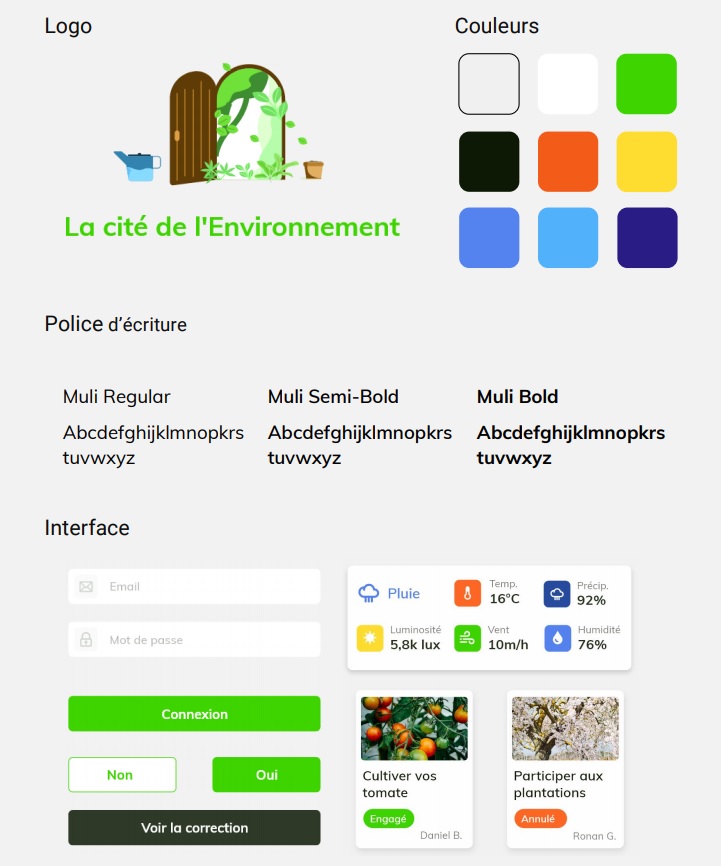 Logo
Couleurs
La cité de l'Environnement
Police d'écriture
Muli Regular
Abcdefghijklmnopkrs
tuvwxyz
Muli Semi-Bold
Abcdefghijklmnopkrs
tuvwxyz
Muli Bold
Abcdefghijklmnopkrs
tuvwxyz
Interface
Email
Mot de passe
Connexion
Non
Oui
Voir la correction
Pluie
Temp.
16°C
Précip.
92%
Luminosité
5,8k lux
Vent
10m/h
Humidité
76%
Cultiver vos
tomate
Engagé
Daniel B.
Participer aux
plantations
Annulé
Ronan G.